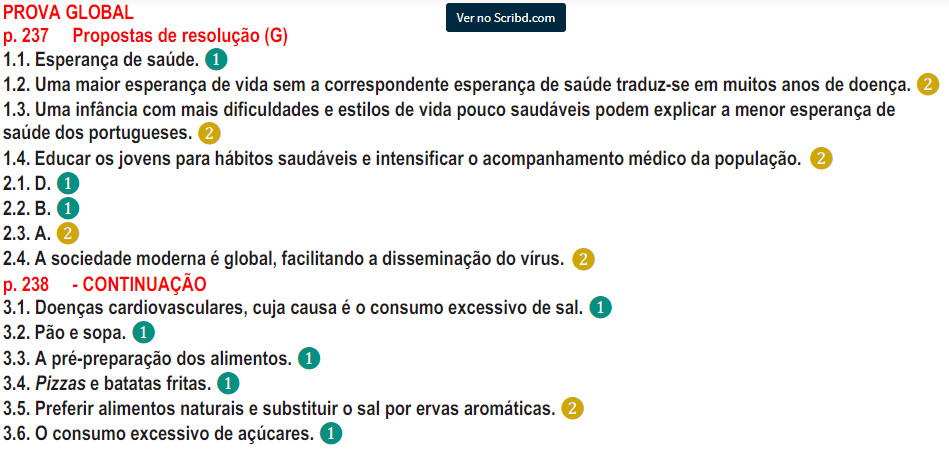 PROVA GLOBAL
Ver no Scribd.com
p. 237 Propostas de resolução (G)
1.1. Esperança de saúde. 1
1.2. Uma maior esperança de vida sem a correspondente esperança de saúde traduz-se em muitos anos de doença. 2
1.3. Uma infância com mais dificuldades e estilos de vida pouco saudáveis podem explicar a menor esperança de
saúde dos portugueses. 2
1.4. Educar os jovens para hábitos saudáveis e intensificar o acompanhamento médico da população. 2
2.1. D. 1
2.2. B. 1
2.3. A. 2
2.4. A sociedade moderna é global, facilitando a disseminação do vírus. 2
p. 238 - CONTINUAÇÃO
3.1. Doenças cardiovasculares, cuja causa é o consumo excessivo de sal. 1
3.2. Pão e sopa. 1
3.3. A pré-preparação dos alimentos. 1
3.4. Pizzas e batatas fritas. 1
3.5. Preferir alimentos naturais e substituir o sal por ervas aromáticas. 2
3.6. O consumo excessivo de açúcares. 1